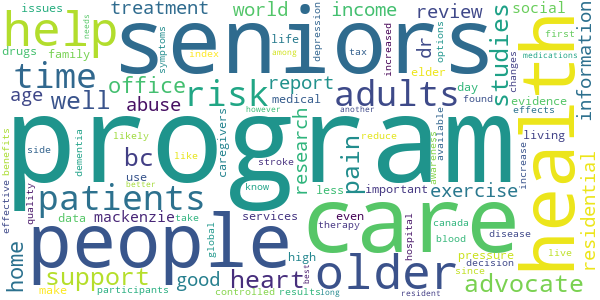 issues treatment world income review social
drugs family needs symptoms life depression tax increased dr options among elder first changes medications
help seniors studies health information
time office risk report adults day found evidence effects
age well abuse index medical another
program
benefits dementia likely however caregivers stroke research pain reduce available awareness living increase
side bc like use better know less important exercise
patients therapy residential
effective quality data mackenzie take services even hospital canada blood disease
people care
home support global good heart high best older pressure decision since live advocate
make participants controlled results long resident